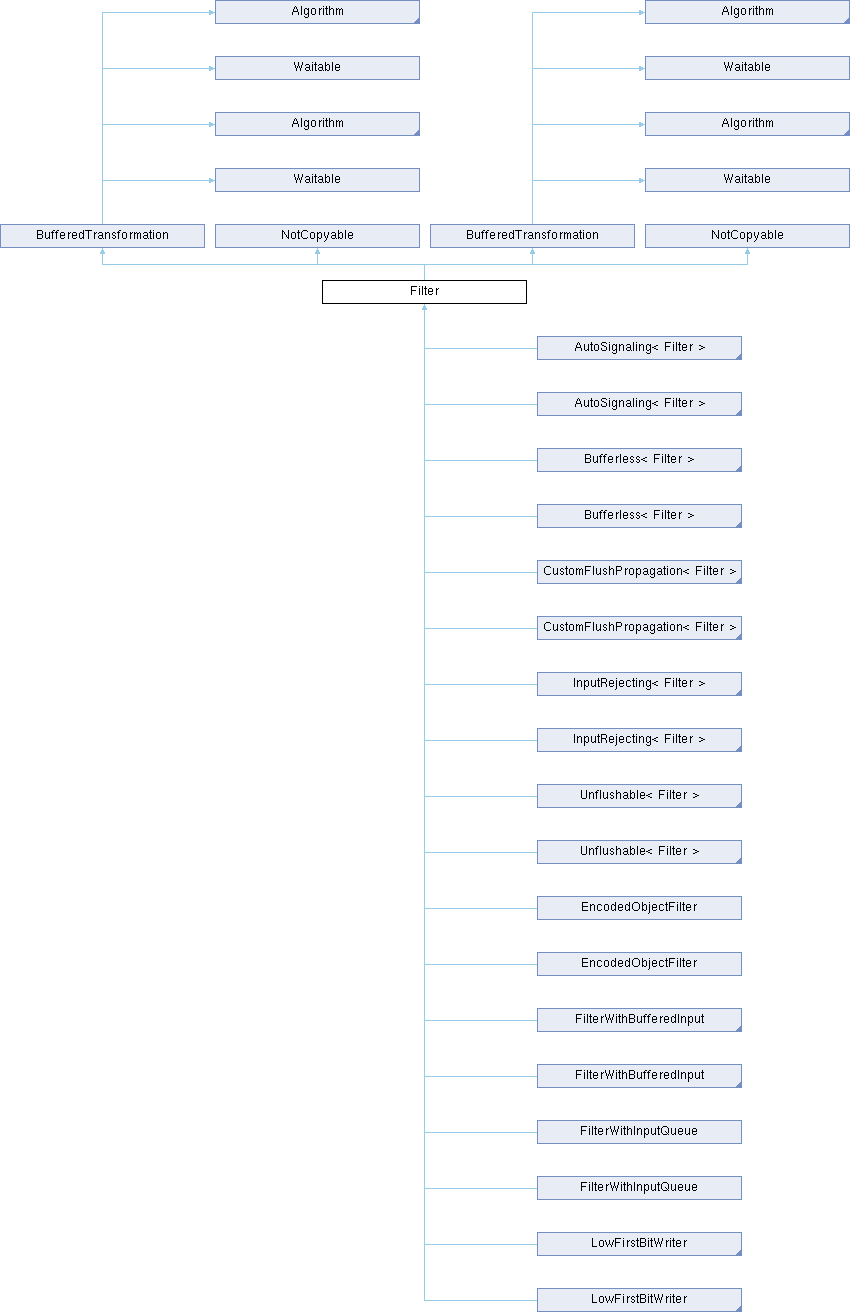 Algorithm Algorithm
Waitable Waitable
Algorithm Algorithm
Waitable Waitable
BufferedTransformation NotCopyable BufferedTransformation NotCopyable
Filter
AutoSignaling< Filter >
AutoSignaling< Filter >
Bufferless< Filter >
Bufferless< Filter >
CustomFlushPropagation< Filter >
CustomFlushPropagation< Filter >
InputRejecting< Filter >
InputRejecting< Filter >
Unflushable< Filter >
Unflushable< Filter >
EncodedObjectFilter
EncodedObjectFilter
FilterWithBufferedInput
FilterWithBufferedInput
FilterWithInputQueue
FilterWithInputQueue
LowFirstBitWriter
LowFirstBitWriter